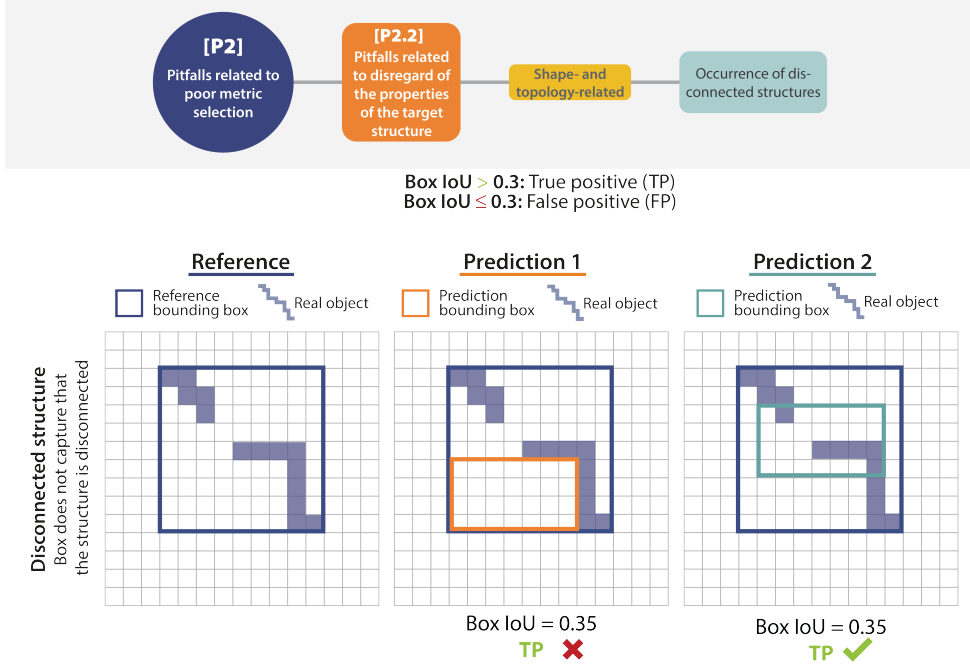 [P2]
Pitfalls related to
poor metric
selection
[P2.2]
Pitfalls related
to disregard of
the properties
of the target
structure
Shape- and
topology-related
Occurrence of dis-
connected structures
Box IoU > 0.3: True positive (TP)
Box IoU ≤ 0.3: False positive (FP)
Reference
Reference
bounding box
Real object
Prediction 1
Prediction
bounding box
Real object
Prediction 2
Prediction
bounding box
Real object
Disconnected structure
Box does not capture that
the structure is disconnected
Box IoU = 0.35
TP
Box IoU = 0.35
TP